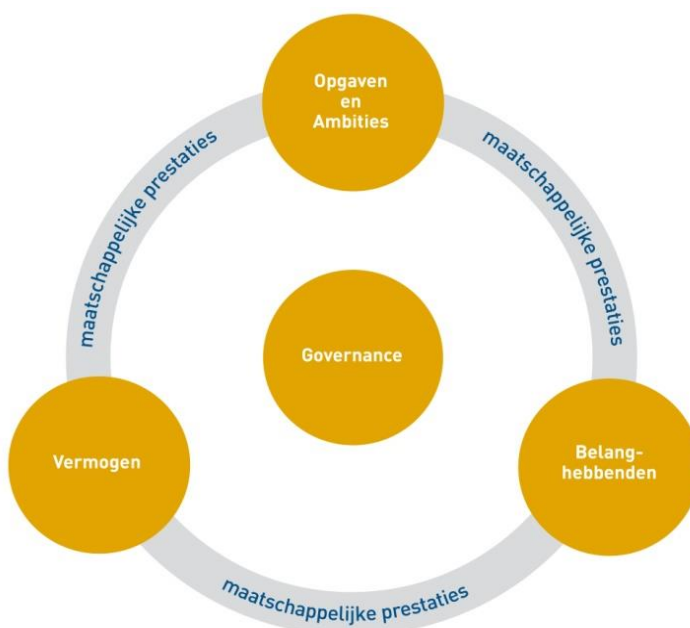 Opgaven
en
Ambities
maatschappelijke prestaties
maatschappelijke prestaties
Governance
Vermogen
Belang-
hebbenden
maatschappelijke prestaties